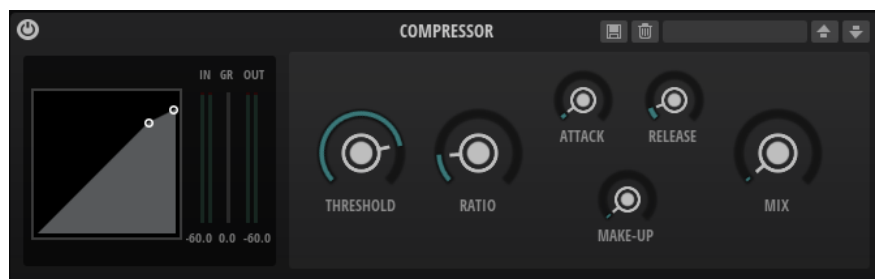 COMPRESSOR
IN GR OUT
-60.0 0.0 -60.0
THRESHOLD
RATIO
ATTACK
RELEASE
MAKE-UP
MIX